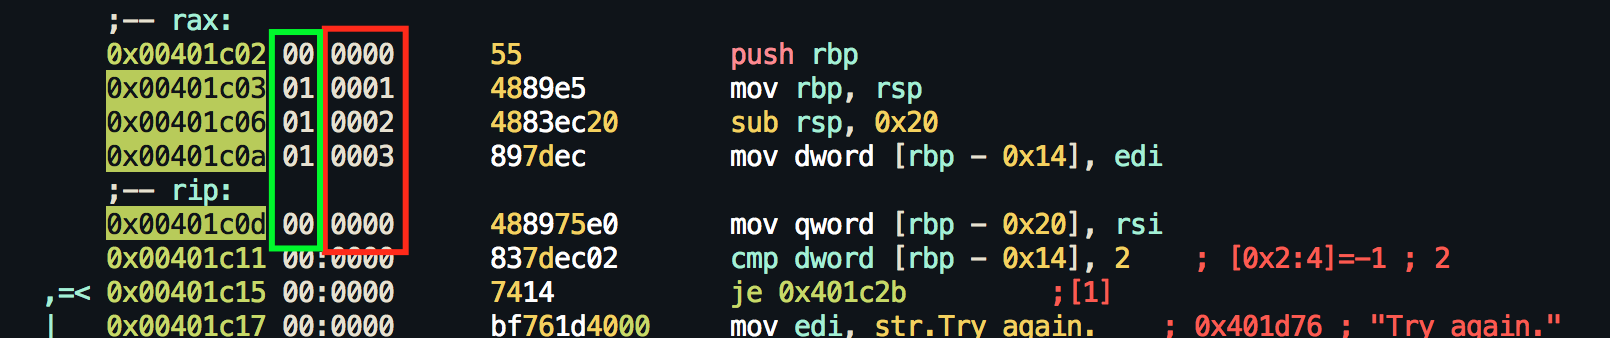 ;-- rax:
0x00401c02 00 0000 55 push rbp
0x00401c03 01 0001 4889e5 mov rbp, rsp
0x00401c06 01 0002 4883ec20 sub rsp, 0x20
0x00401c0a 01 0003 897dec mov dword [rbp - 0x14], edi
;-- rip:
0x00401c0d 00 0000 488975e0 mov qword [rbp - 0x20], rsi
0x00401c11 00:0000 837dec02 cmp dword [rbp - 0x14], 2 ; [0x2:4]=-1 ; 2
,=< 0x00401c15 00:0000 7414 je 0x401c2b ;[1]
| 0x00401c17 00:0000 bf761d4000 mov edi, str.Try_again. ; 0x401d76 ; "Try again."